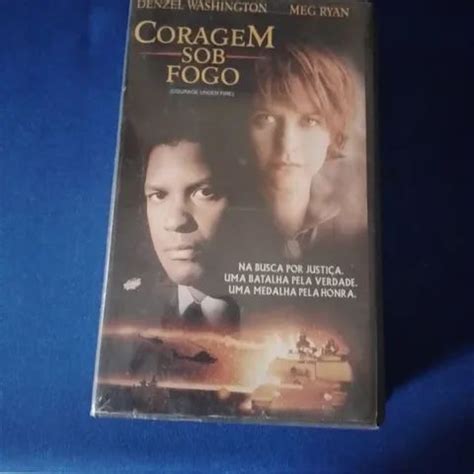 DENZEL WASHINGTON MEG RYAN
CORAGEM
SOB
FOGO
(COURAGE UNDER FIRE)
NA BUSCA POR JUSTIÇA.
UMA BATALHA PELA VERDADE.
UMA MEDALHA PELA HONRA.